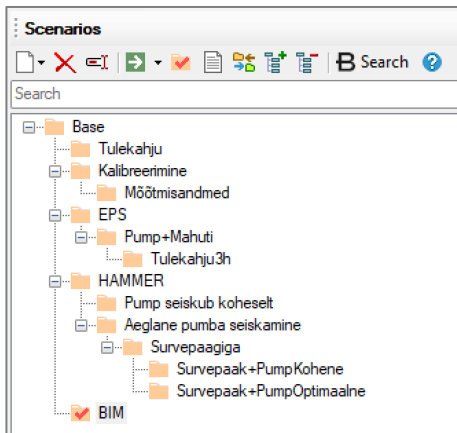 Scenarios
B Search
Search
Base
Tulekahju
Kalibreerimine
Mõõtmisandmed
EPS
Pump+Mahuti
Tulekahju3h
HAMMER
Pump seiskub koheselt
Aeglane pumba seiskamine
Survepaagiga
Survepaak+PumpKohene
Survepaak+PumpOptimaalne
BIM